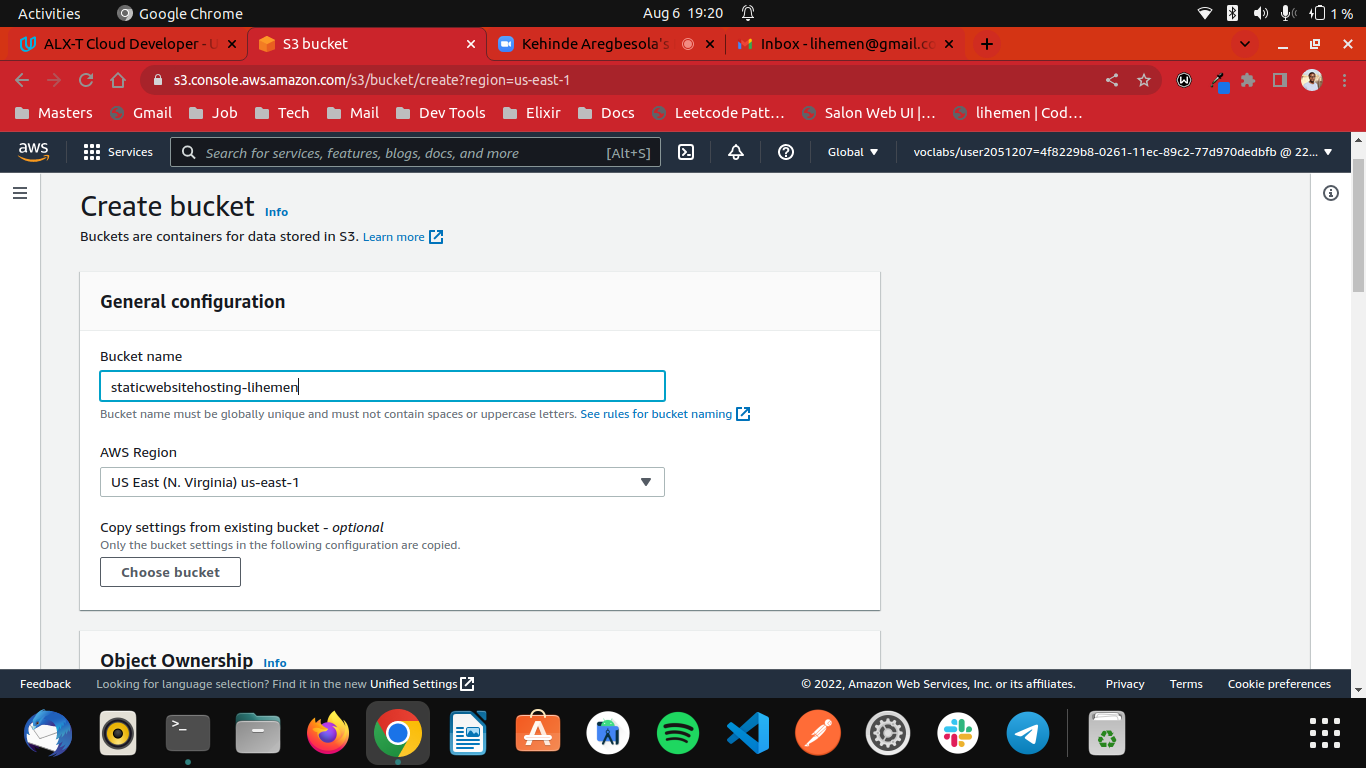 Activities Google Chrome Aug 6 19:20 1 %
ALX-T Cloud Developer - U S3 bucket Kehinde Aregbesola's Inbox - lihemen@gmail.co
s3.console.aws.amazon.com/s3/bucket/create?region=us-east-1
Masters Gmail Job Tech Mail Dev Tools Elixir Docs Leetcode Patt... Salon Web UI |... lihemen | Cod...
aws Services Search for services, features, blogs, docs, and more [Alt+S] Global voclabs/user2051207=4f8229b8-0261-11ec-89c2-77d970dedbfb @ 22...
Create bucket Info
Buckets are containers for data stored in S3. Learn more
General configuration
Bucket name
staticwebsitehosting-lihemen
Bucket name must be globally unique and must not contain spaces or uppercase letters. See rules for bucket naming
AWS Region
US East (N. Virginia) us-east-1
Copy settings from existing bucket - optional
Only the bucket settings in the following configuration are copied.
Choose bucket
Object Ownership Info
Feedback Looking for language selection? Find it in the new Unified Settings © 2022, Amazon Web Services, Inc. or its affiliates. Privacy Terms Cookie preferences